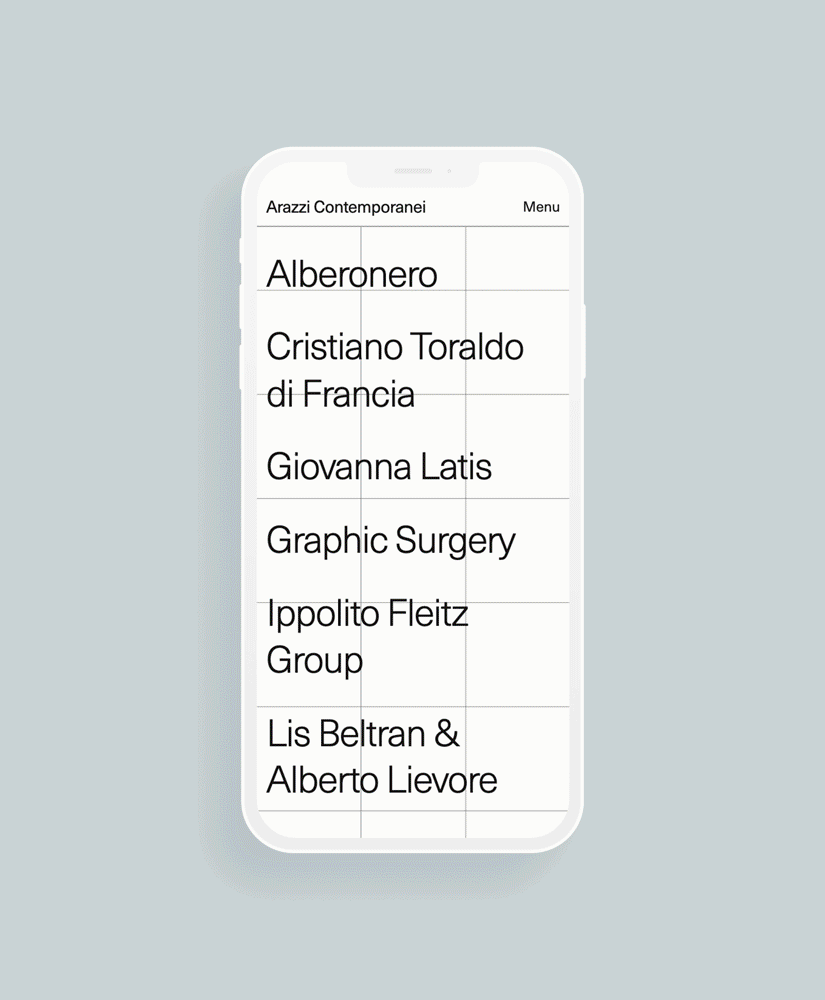 Arazzi Contemporanei
Menu
Alberonero
Cristiano Toraldo
di Francia
Giovanna Latis
Graphic Surgery
Ippolito Fleitz
Group
Lis Beltran &
Alberto Lievore